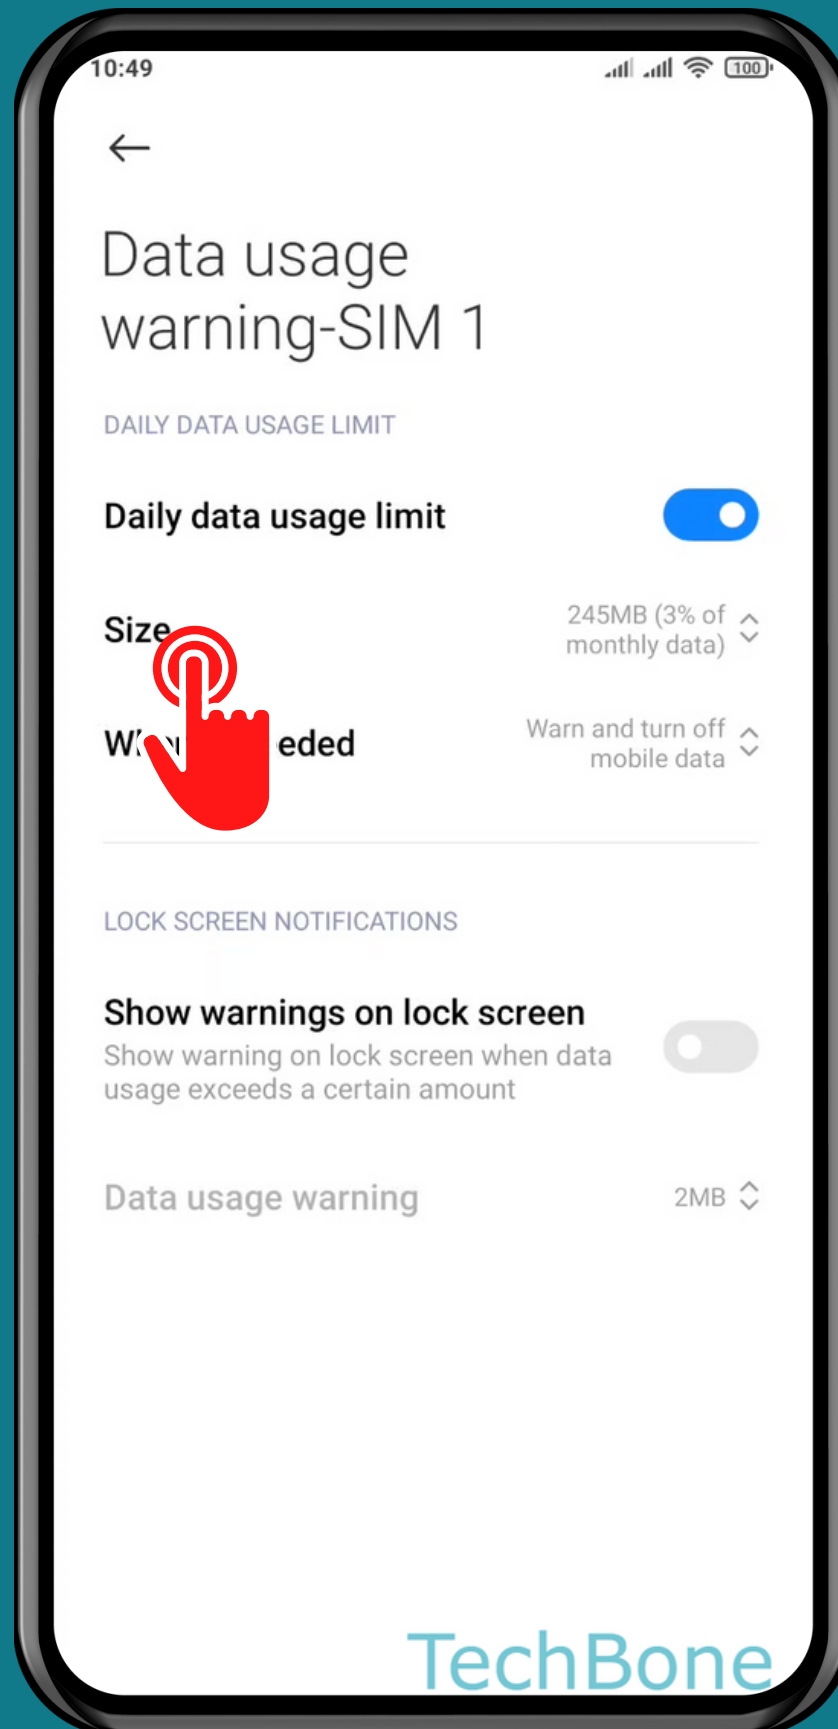 10:49
100
Data usage
warning-SIM 1
DAILY DATA USAGE LIMIT
Daily data usage limit
Size
245MB (3% of
monthly data)
eded
Warn and turn off
mobile data
LOCK SCREEN NOTIFICATIONS
Show warnings on lock screen
Show warning on lock screen when data
usage exceeds a certain amount
Data usage warning
2MB
TechBone